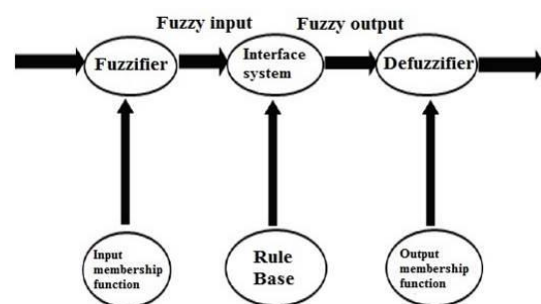 Fuzzy input
Fuzzy output
Fuzzifier
Interface
system
Defuzzifier
Input
membership
function
Rule
Base
Output
membership
function